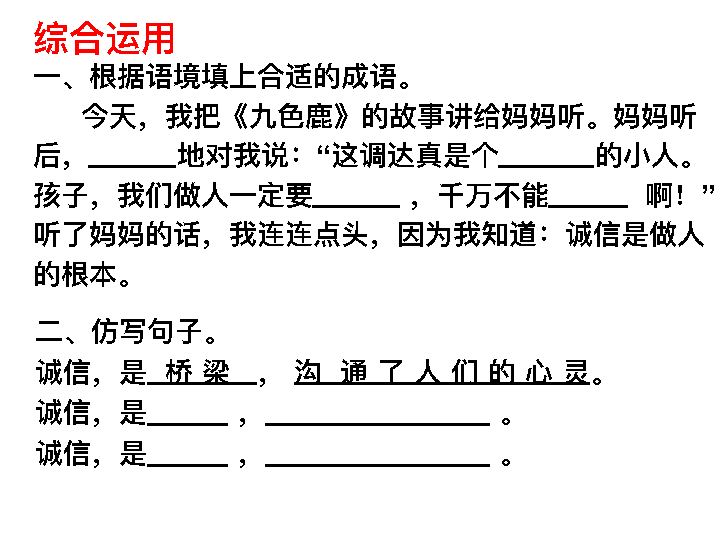 综合运用
一、根据语境填上合适的成语。
今天，我把《九色鹿》的故事讲给妈妈听。妈妈听
后，______地对我说：“这调达真是个______的小人。
孩子，我们做人一定要______，千万不能______ 啊！”
听了妈妈的话，我连连点头，因为我知道：诚信是做人
的根本。
二、仿写句子。
诚信，是 桥 梁 ， 沟 通 了 人 们 的 心 灵。
诚信，是______，________________。
诚信，是______，________________。